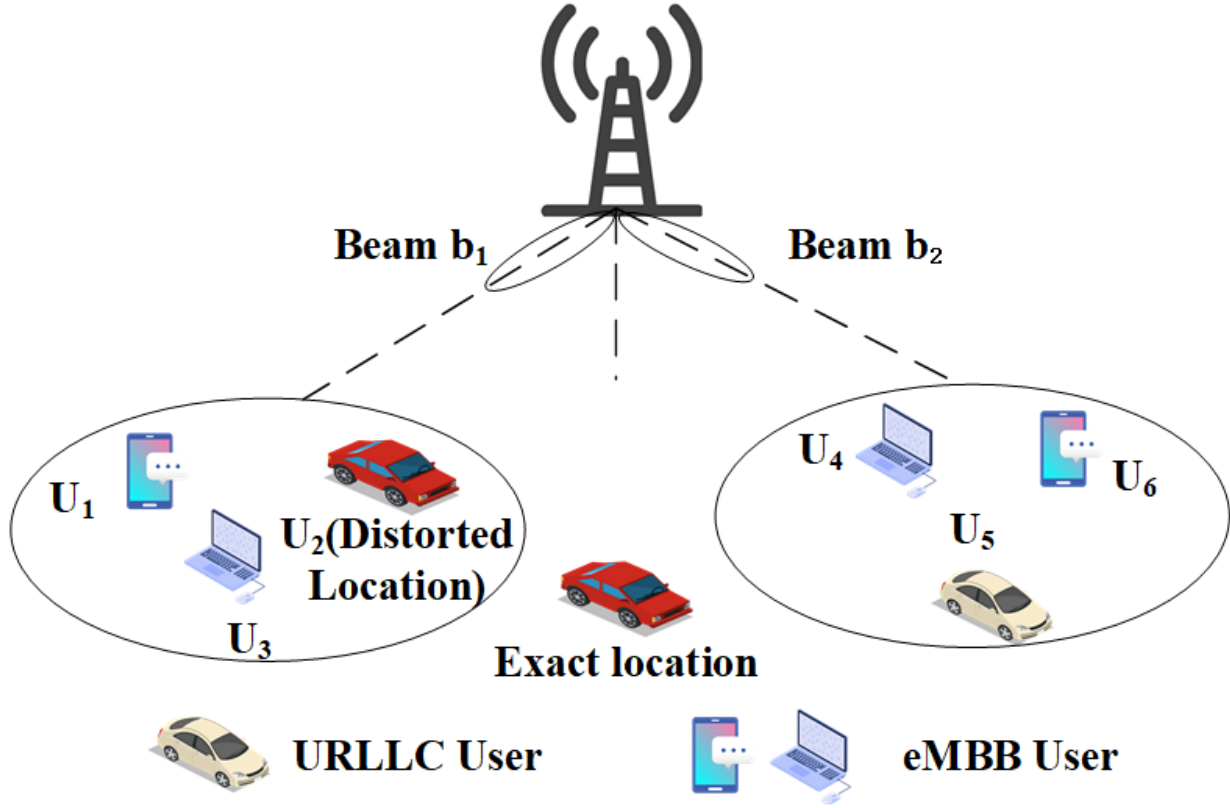 Beam b₁
Beam b₂
U₁
U₂(Distorted
Location)
U₃
U₄
U₆
U₅
Exact location
URLLC User
eMBB User